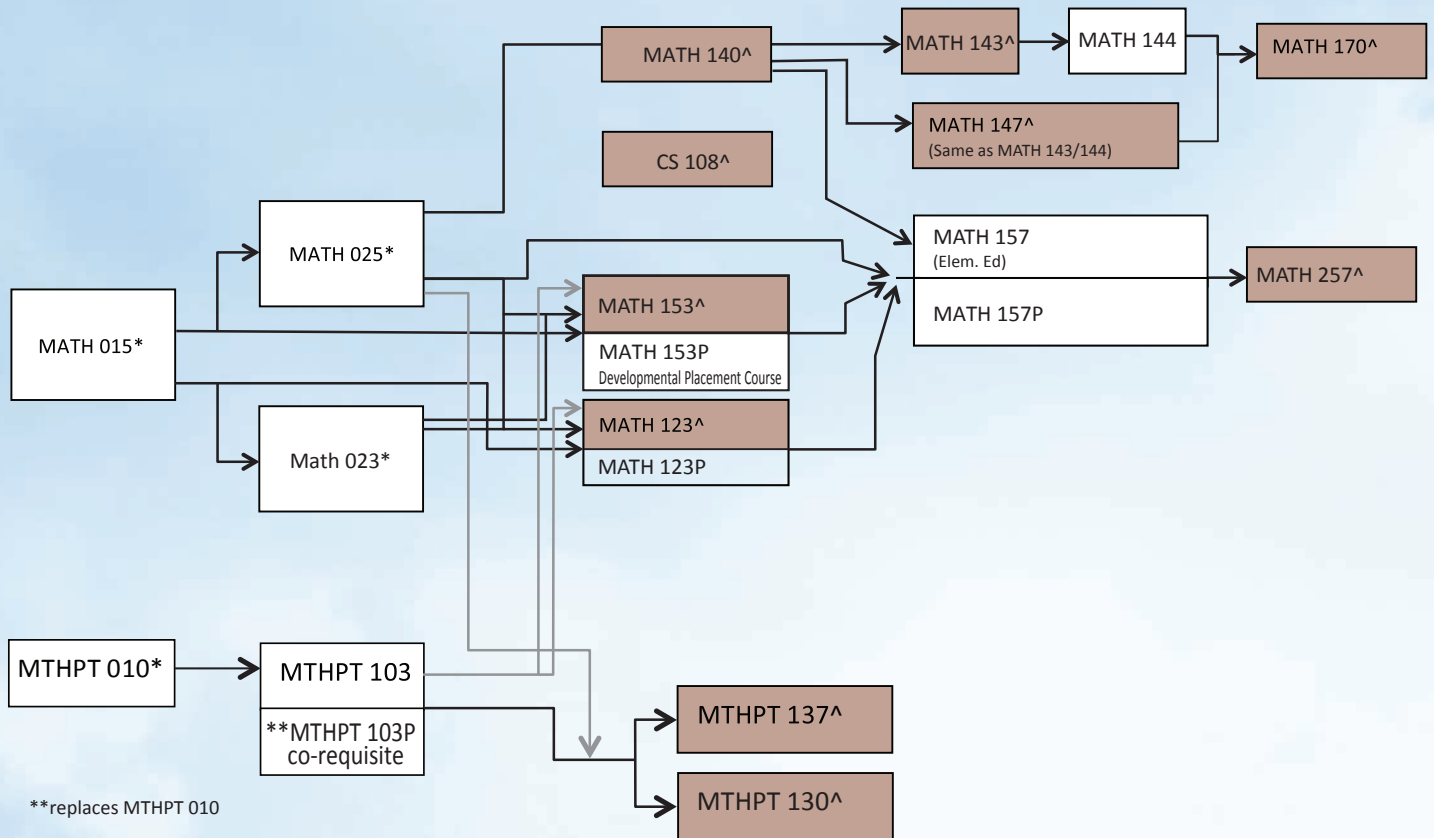 MATH 140^
MATH 143^
MATH 144
MATH 170^
MATH 147^
(Same as MATH 143/144)
CS 108^
MATH 025*
MATH 157
(Elem. Ed)
MATH 157P
MATH 257^
MATH 015*
MATH 153^
MATH 153P
Developmental Placement Course
Math 023*
MATH 123^
MATH 123P
MTHPT 010*
MTHPT 103
**MTHPT 103P
co-requisite
MTHPT 137^
MTHPT 130^
**replaces MTHPT 010